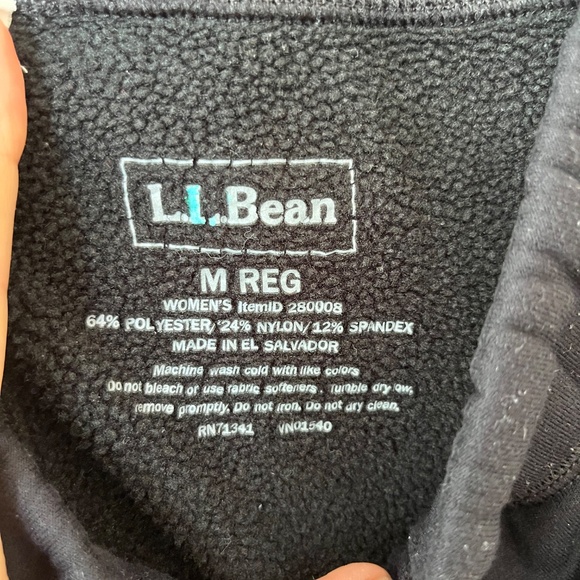 L.L.Bean
M REG
WOMEN'S ItemID 280008
64% POLYESTER/24% NYLON/12% SPANDEX
MADE IN EL SALVADOR
Machine wash cold with like colors
Do not bleach or use fabric softeners. Tumble dry low,
remove promptly. Do not iron. Do not dry clean.
RN71341 VN01540